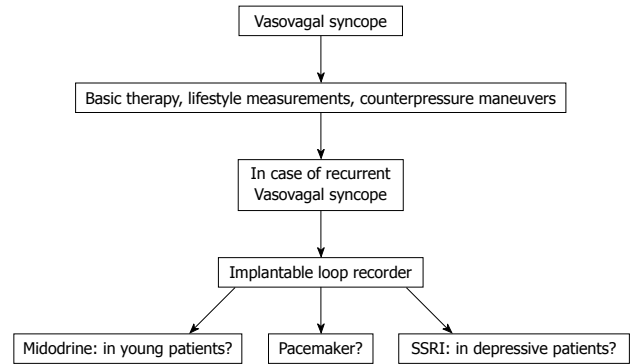 Vasovagal syncope
Basic therapy, lifestyle measurements, counterpressure maneuvers
In case of recurrent
Vasovagal syncope
Implantable loop recorder
Midodrine: in young patients?
Pacemaker?
SSRI: in depressive patients?